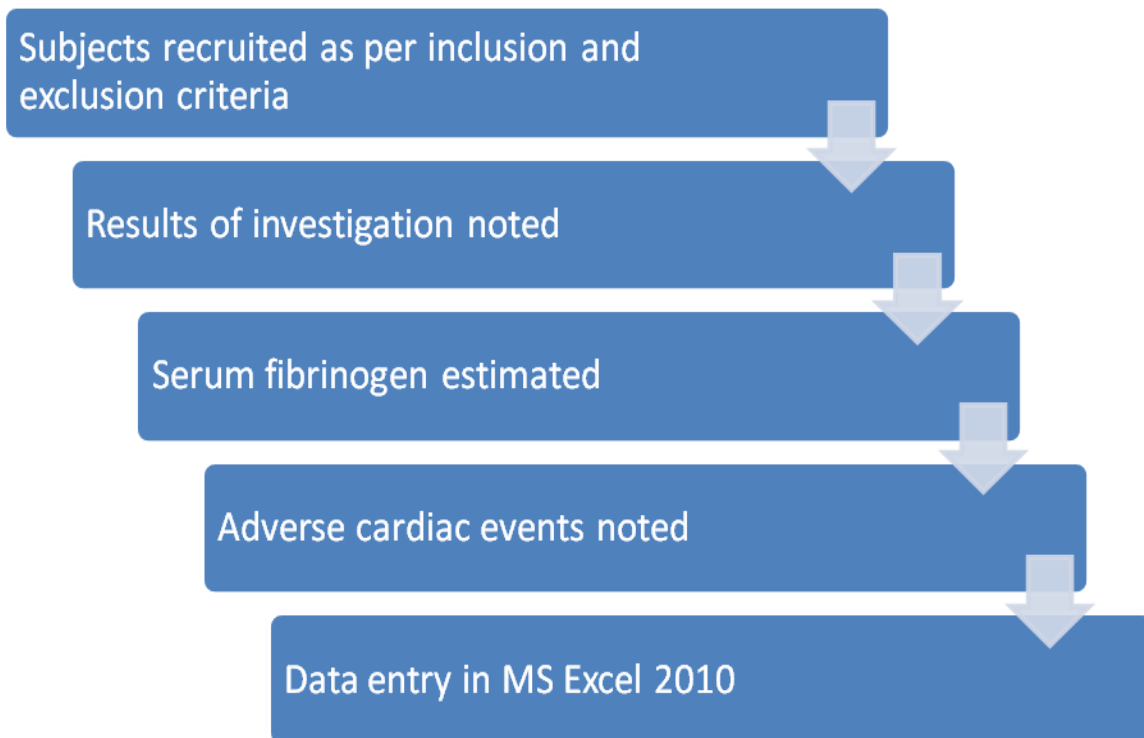 Subjects recruited as per inclusion and
exclusion criteria
Results of investigation noted
Serum fibrinogen estimated
Adverse cardiac events noted
Data entry in MS Excel 2010